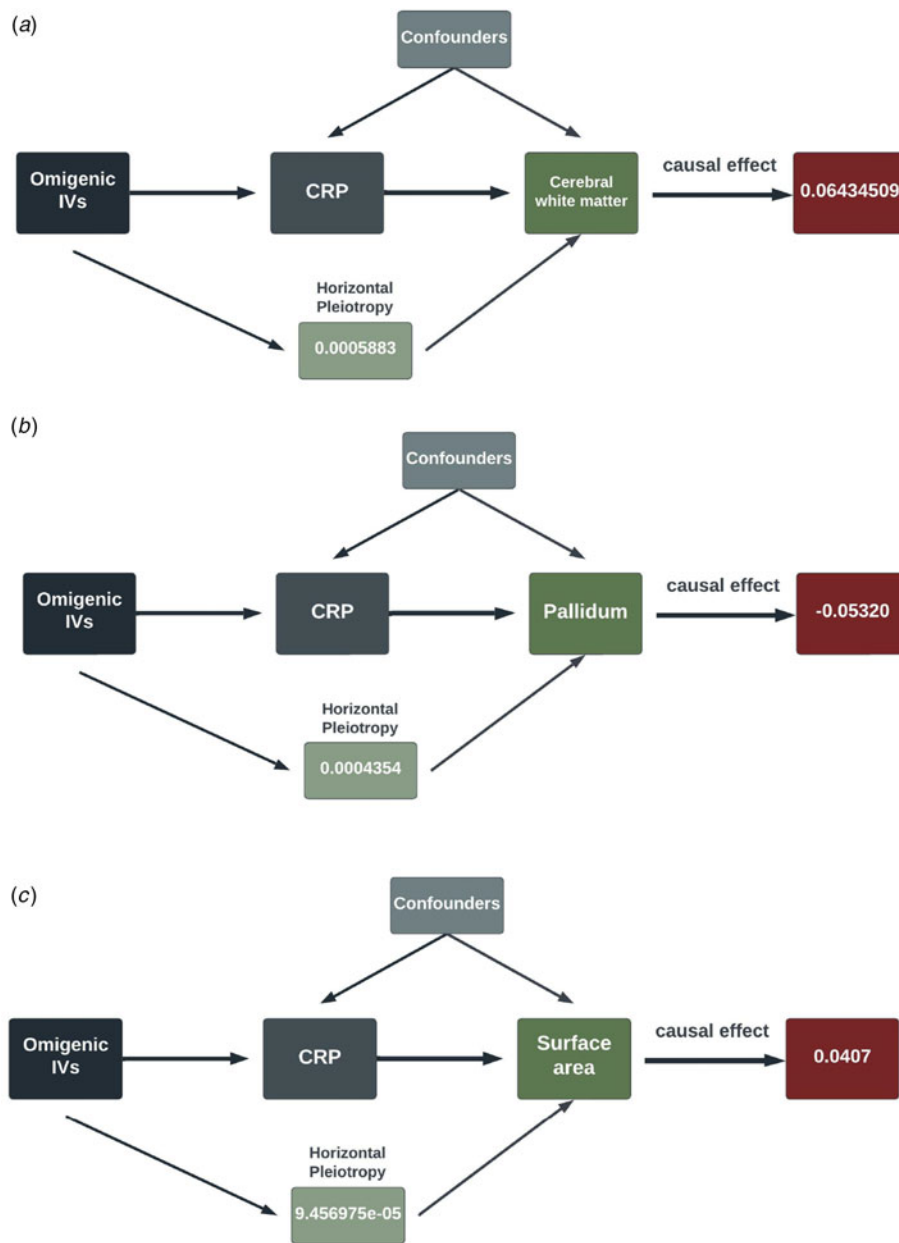 (a)
Confounders
Omigenic
IVs
CRP
Cerebral
white matter
causal effect
0.06434509
Horizontal
Pleiotropy
0.0005883
(b)
Confounders
Omigenic
IVs
CRP
Pallidum
causal effect
-0.05320
Horizontal
Pleiotropy
0.0004354
(c)
Confounders
Omigenic
IVs
CRP
Surface
area
causal effect
0.0407
Horizontal
Pleiotropy
9.456975e-05